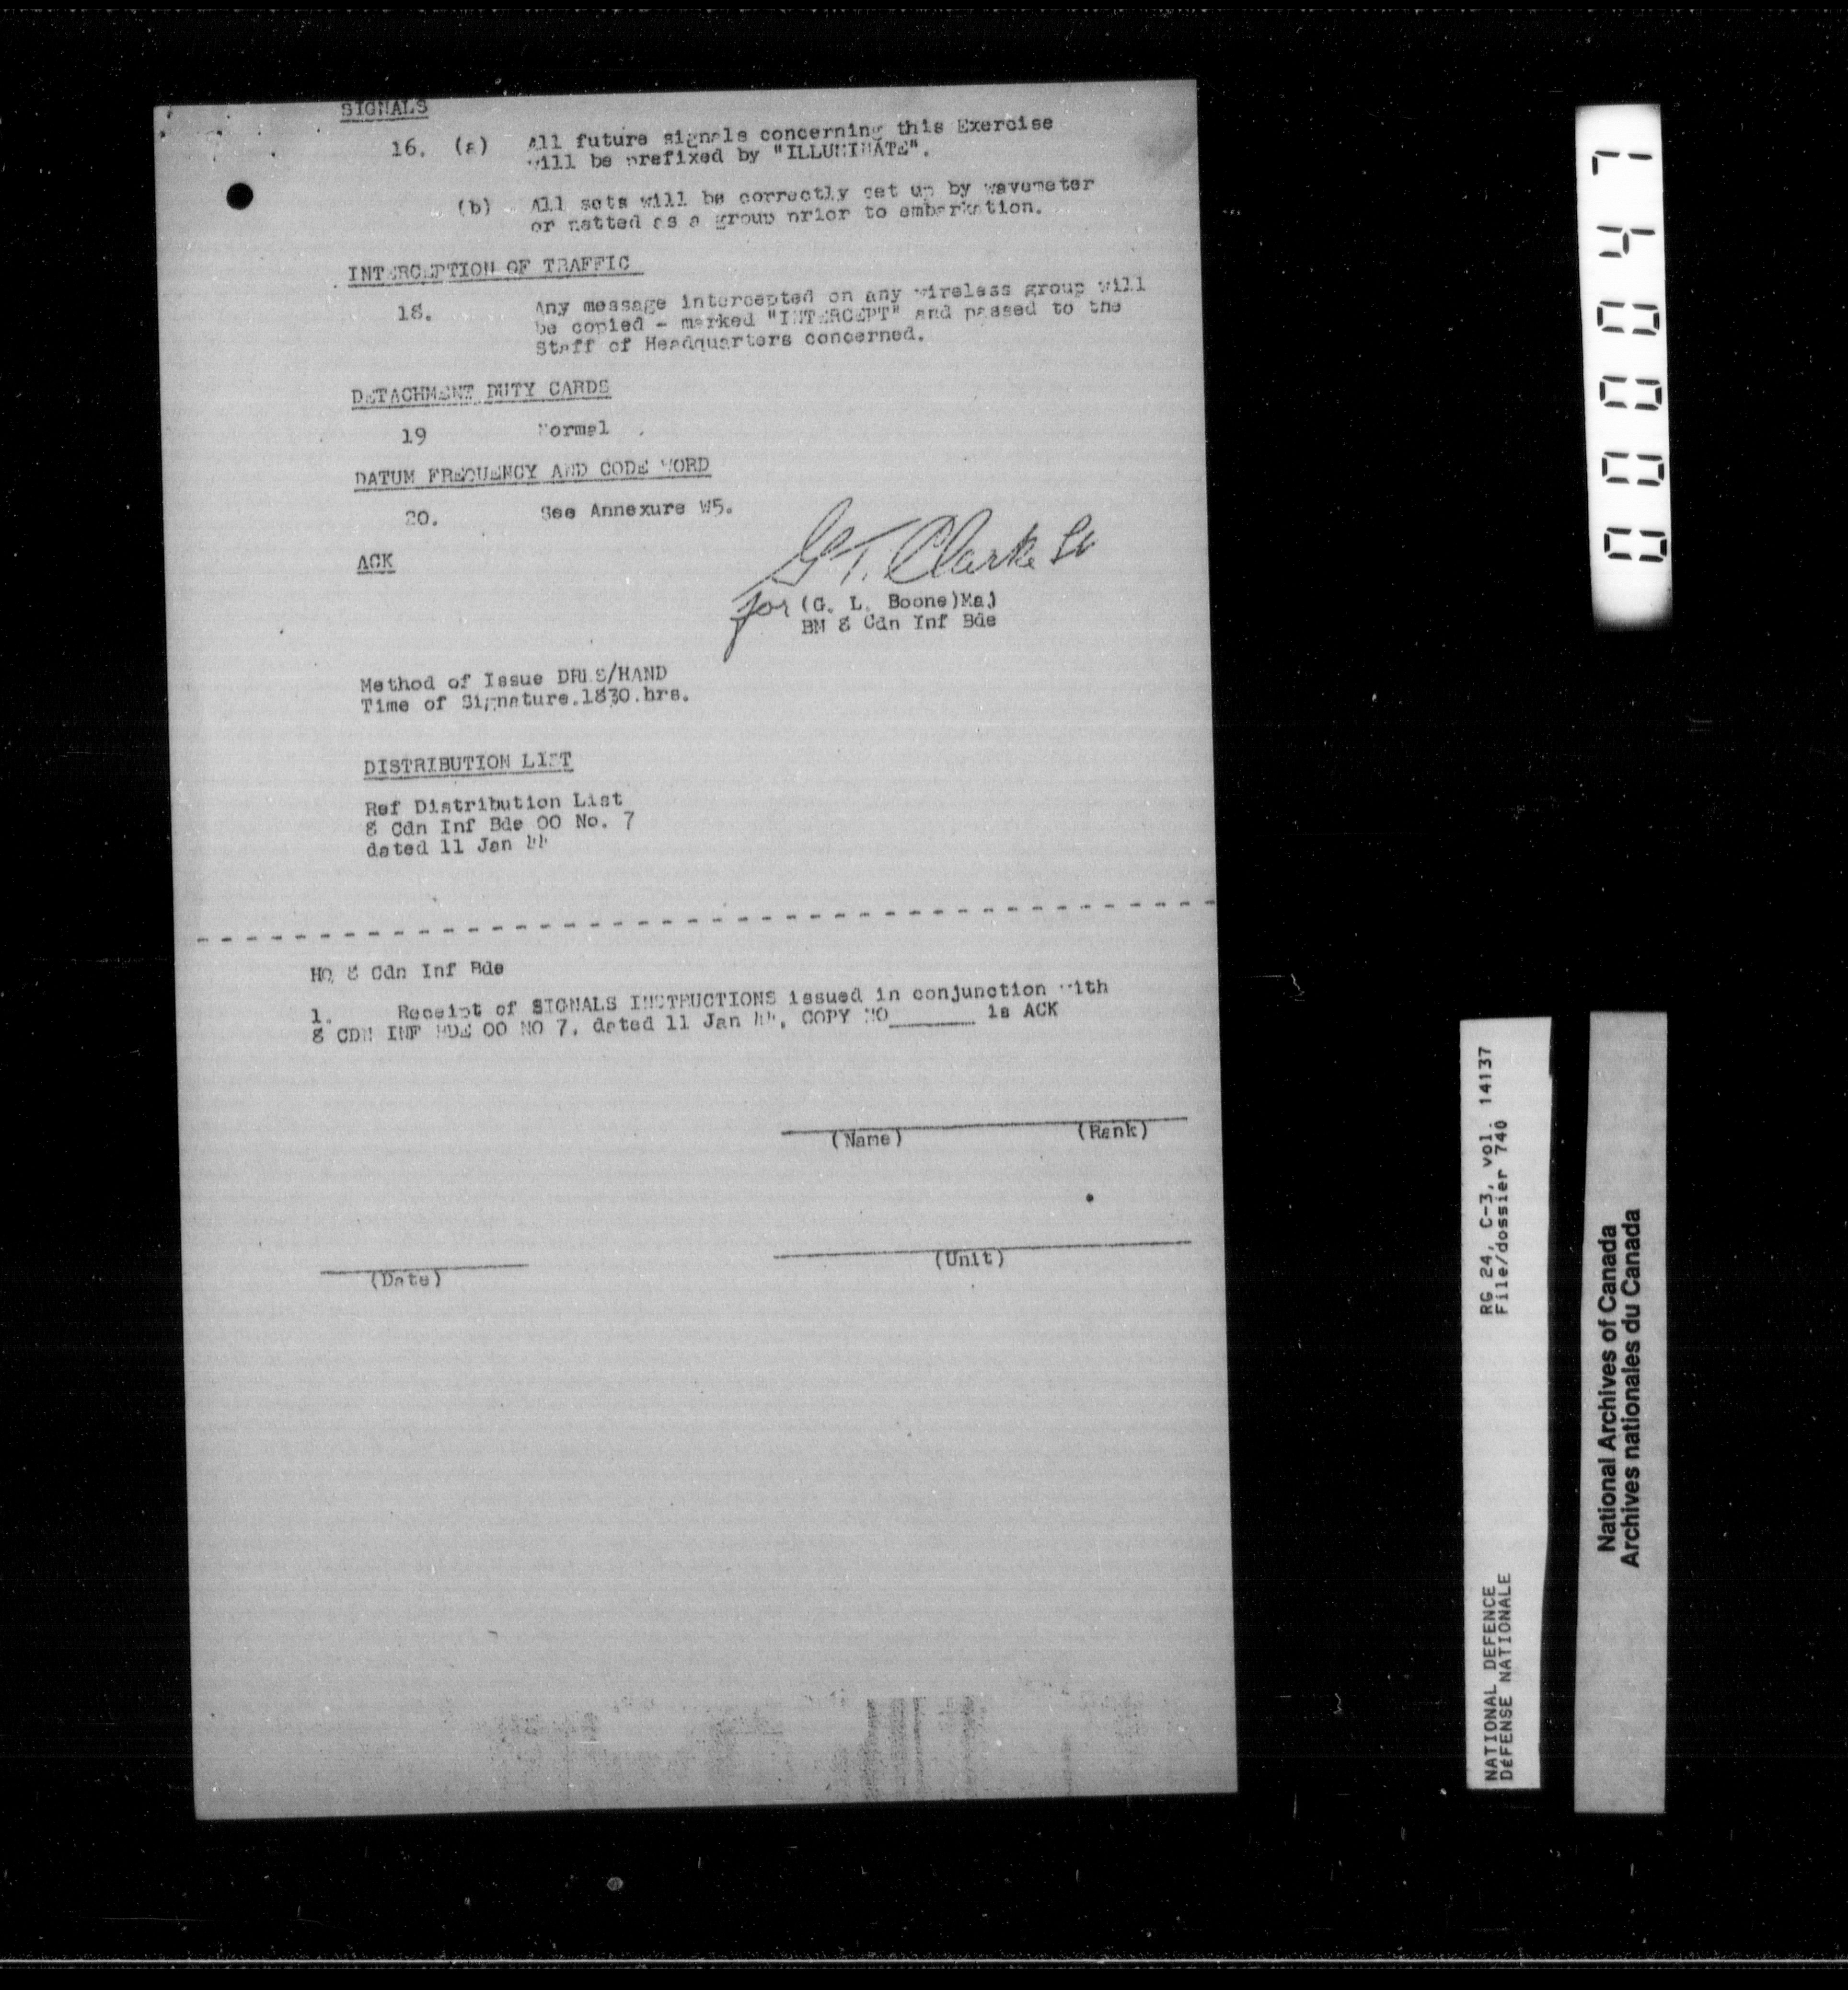 SIGNALS
16. (a) All future signals concerning this Exercise
will be prefixed by "ILLUMINATE".
(b) All sets will be correctly set up by wavemeter
or netted as a group prior to embarkation.
INTERCEPTION OF TRAFFIC
18. Any message intercepted on any wireless group will
be copied - marked "INTERCEPT" and passed to the
Staff of Headquarters concerned.
DETACHMENT DUTY CARDS
19 Normal
DATUM FREQUENCY AND CODE WORD
20. See Annexure W5.
ACK
G T. Clarke
for (G. L. Boone)Maj
BM 8 Cdn Inf Bde
Method of Issue DRLS/HAND
Time of Signature.1830.hrs.
DISTRIBUTION LIST
Ref Distribution List
8 Cdn Inf Bde OO No. 7
dated 11 Jan 44
HQ 8 Cdn Inf Bde
1. Receipt of SIGNALS INSTRUCTIONS issued in conjunction with
8 CDN INF BDE OO NO 7, dated 11 Jan 44, COPY NO________ is ACK
(Name) (Rank)
(Unit)
(Date)
000047
RG 24, C-3, vol. 14137
File/dossier 740
NATIONAL DEFENCE
DéFENSE NATIONALE
National Archives of Canada
Archives nationales du Canada